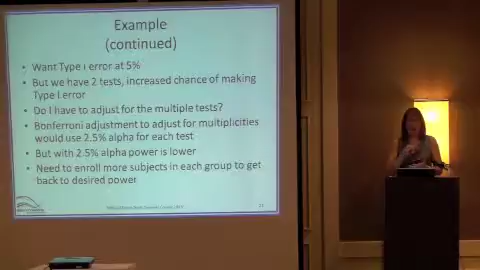 Example
(continued)
• Want Type I error at 5%
• But we have 2 tests, increased chance of making
Type I error
• Do I have to adjust for the multiple tests?
• Bonferroni adjustment to adjust for multiplicities
would use 2.5% alpha for each test
• But with 2.5% alpha power is lower
• Need to enroll more subjects in each group to get
back to desired power